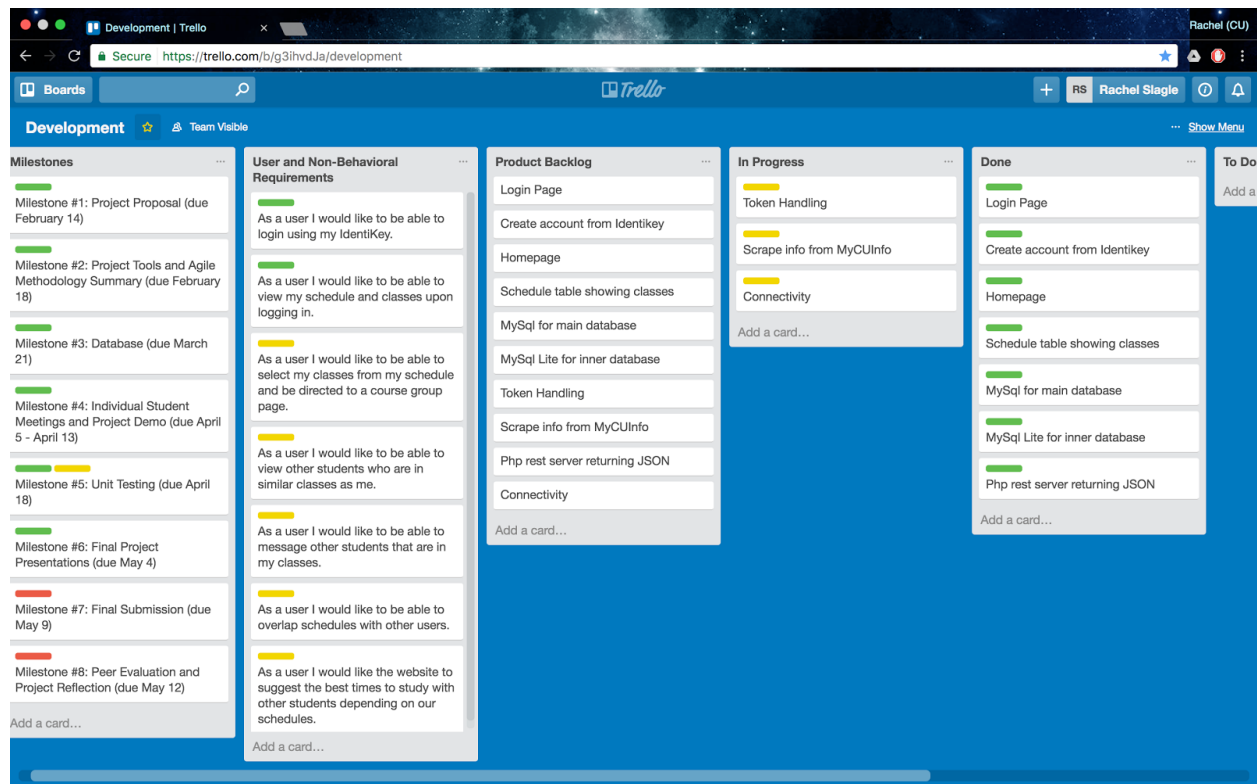 Development | Trello
Rachel (CU)
Secure https://trello.com/b/g3ihvdJa/development
Boards
Trello
RS Rachel Slagle
Development
Team Visible
... Show Menu
Milestones ...
Milestone #1: Project Proposal (due
February 14)
Milestone #2: Project Tools and Agile
Methodology Summary (due February
18)
Milestone #3: Database (due March
21)
Milestone #4: Individual Student
Meetings and Project Demo (due April
5 - April 13)
Milestone #5: Unit Testing (due April
18)
Milestone #6: Final Project
Presentations (due May 4)
Milestone #7: Final Submission (due
May 9)
Milestone #8: Peer Evaluation and
Project Reflection (due May 12)
Add a card...
User and Non-Behavioral ...
Requirements
As a user I would like to be able to
login using my IdentiKey.
As a user I would like to be able to
view my schedule and classes upon
logging in.
As a user I would like to be able to
select my classes from my schedule
and be directed to a course group
page.
As a user I would like to be able to
view other students who are in
similar classes as me.
As a user I would like to be able to
message other students that are in
my classes.
As a user I would like to be able to
overlap schedules with other users.
As a user I would like the website to
suggest the best times to study with
other students depending on our
schedules.
Add a card...
Product Backlog ...
Login Page
Create account from Identikey
Homepage
Schedule table showing classes
MySql for main database
MySql Lite for inner database
Token Handling
Scrape info from MyCUInfo
Php rest server returning JSON
Connectivity
Add a card...
In Progress ...
Token Handling
Scrape info from MyCUInfo
Connectivity
Add a card...
Done ...
Login Page
Create account from Identikey
Homepage
Schedule table showing classes
MySql for main database
MySql Lite for inner database
Php rest server returning JSON
Add a card...
To Do
Add a